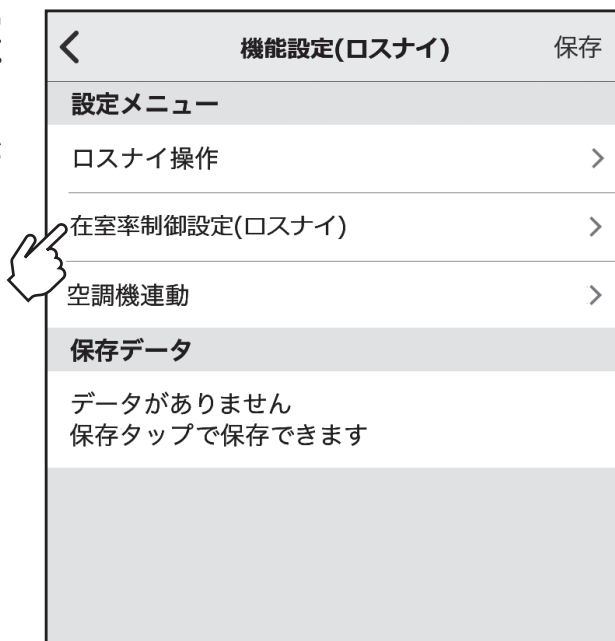 機能設定(ロスナイ) 保存
設定メニュー
ロスナイ操作
在室率制御設定(ロスナイ)
空調機連動
保存データ
データがありません
保存タップで保存できます